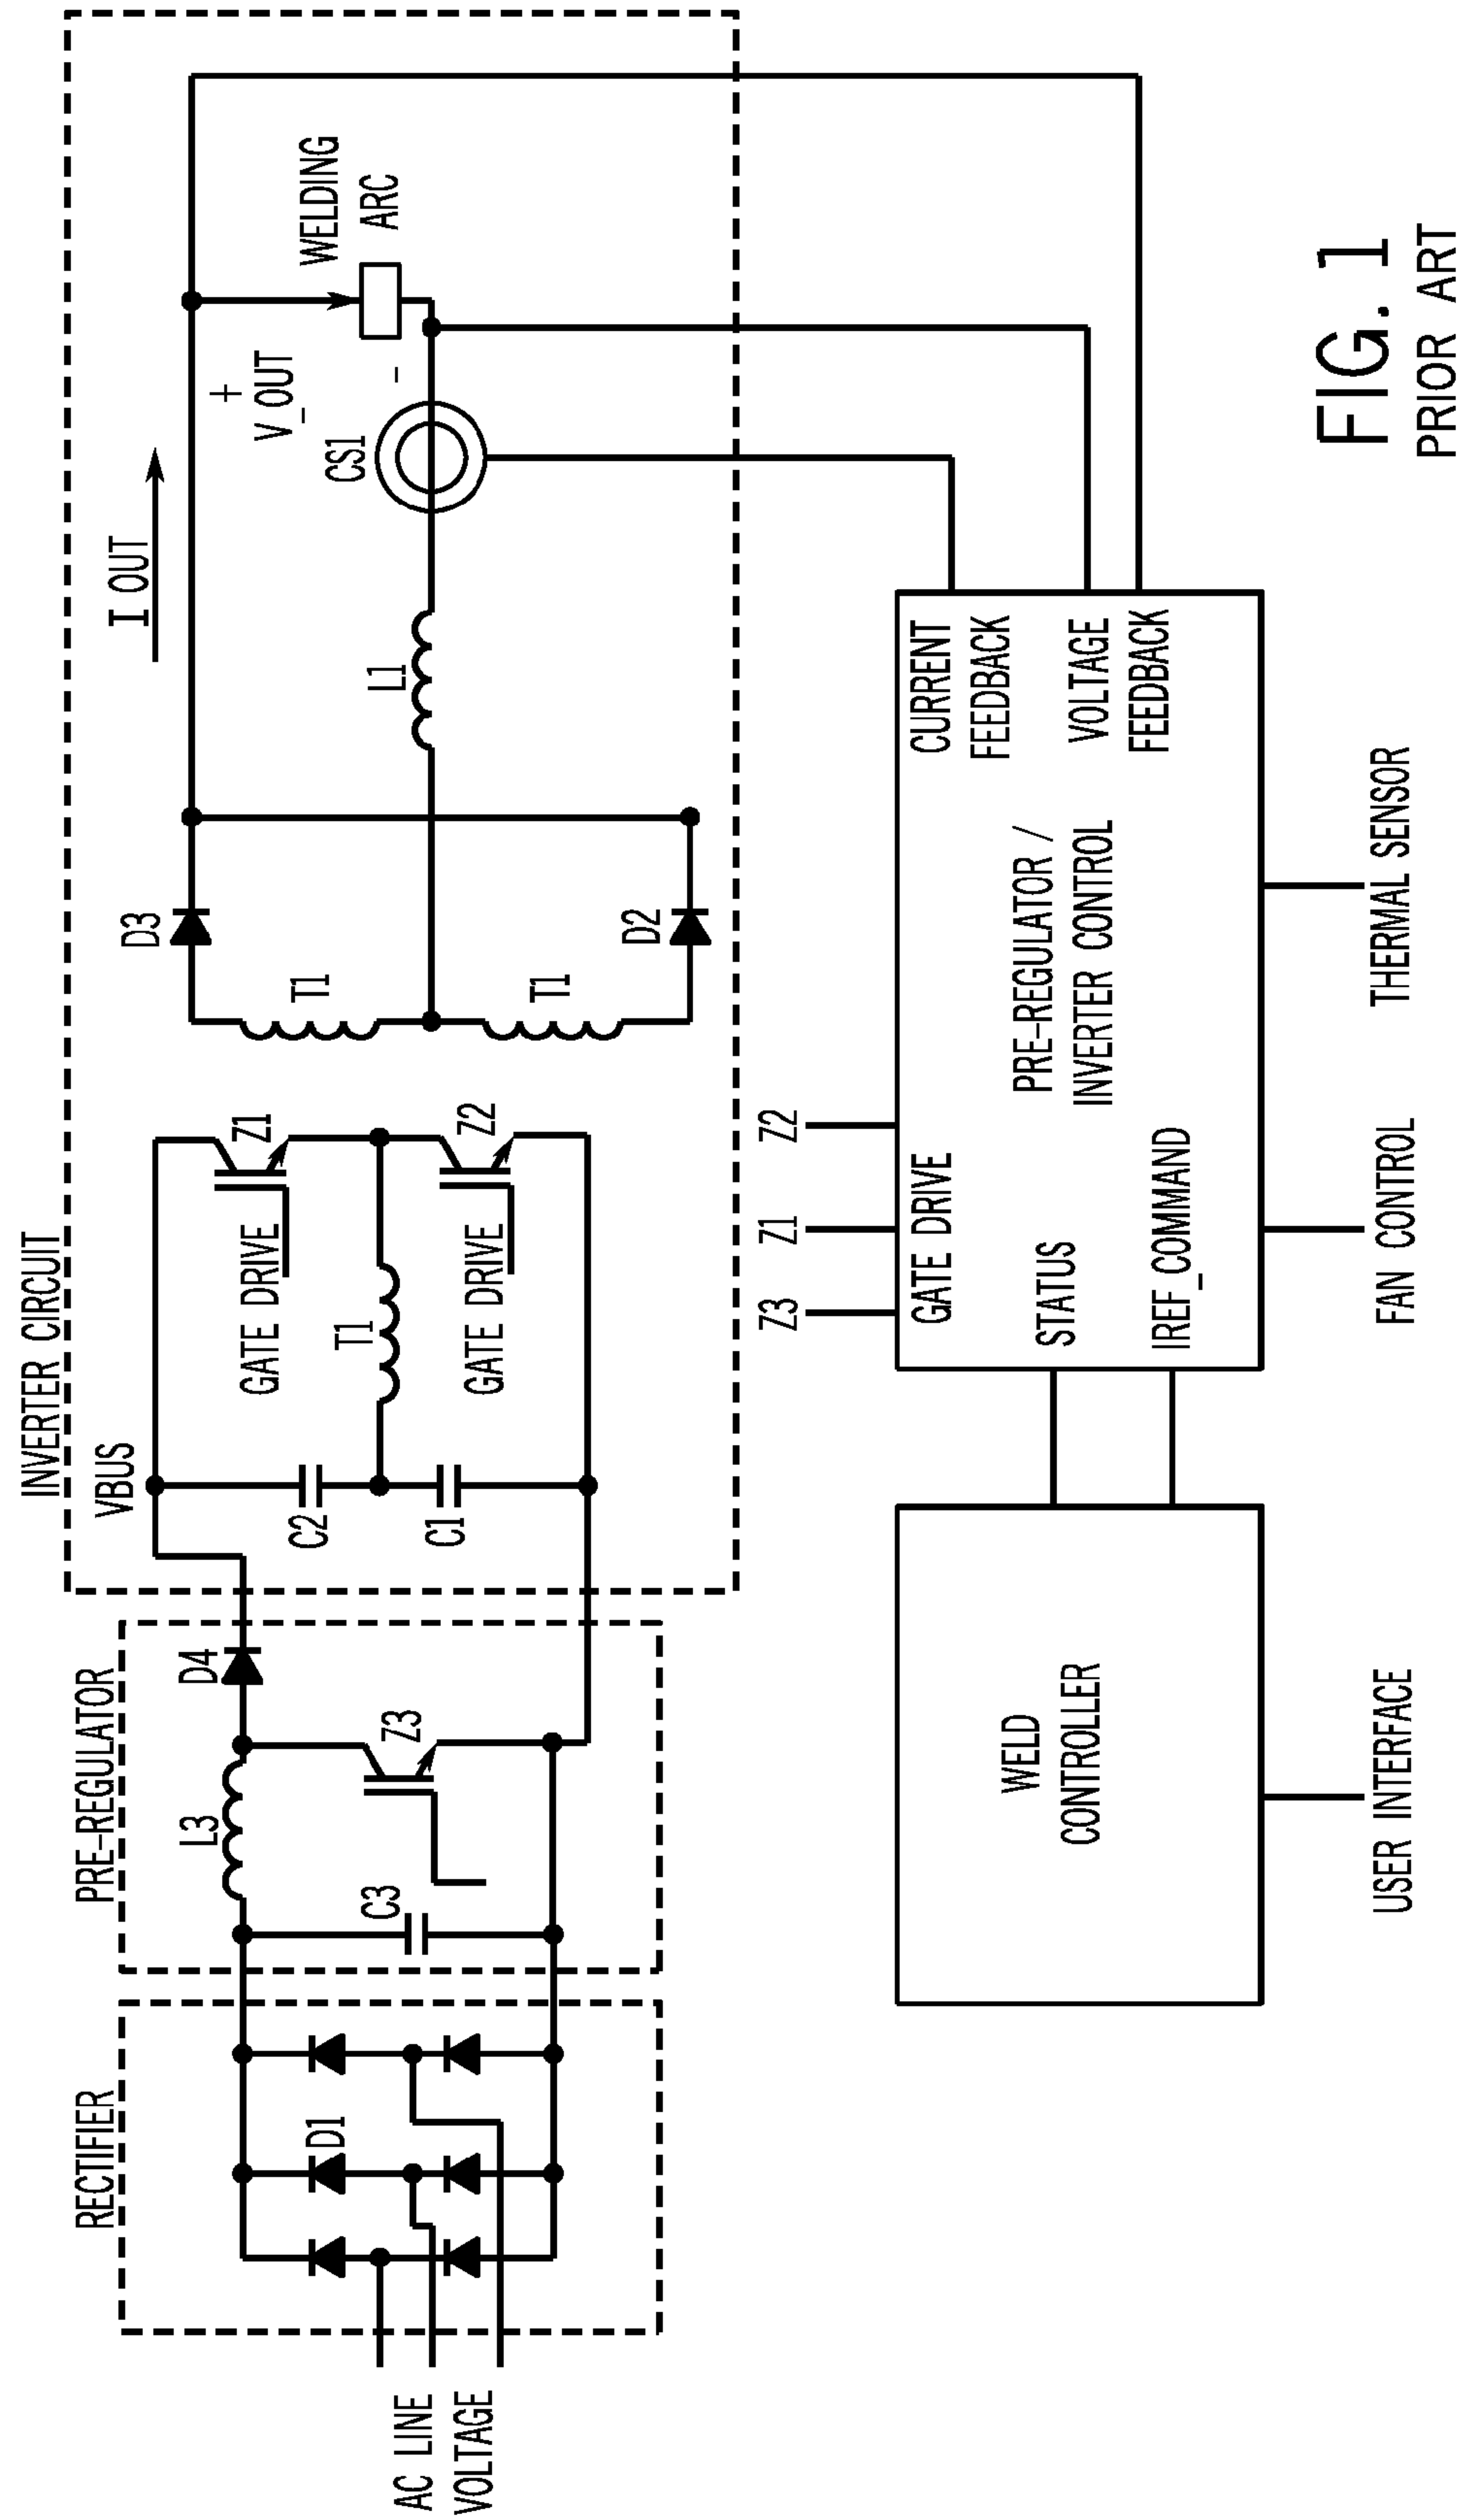 INVERTER CIRCUIT
RECTIFIER
PRE-REGULATOR
VBUS
I OUT
D3
D4
L3
Z1
T1
+
V_OUT
WELDING
ARC
-
CS1
D1
C2
GATE DRIVE
T1
L1
C3
Z3
C1
GATE DRIVE
Z2
T1
D2
AC LINE
VOLTAGE
Z3
Z1
Z2
GATE DRIVE
CURRENT
FEEDBACK
STATUS
PRE-REGULATOR /
INVERTER CONTROL
VOLTAGE
FEEDBACK
IREF_COMMAND
WELD
CONTROLLER
USER INTERFACE
FAN CONTROL
THERMAL SENSOR
FIG. 1
PRIOR ART